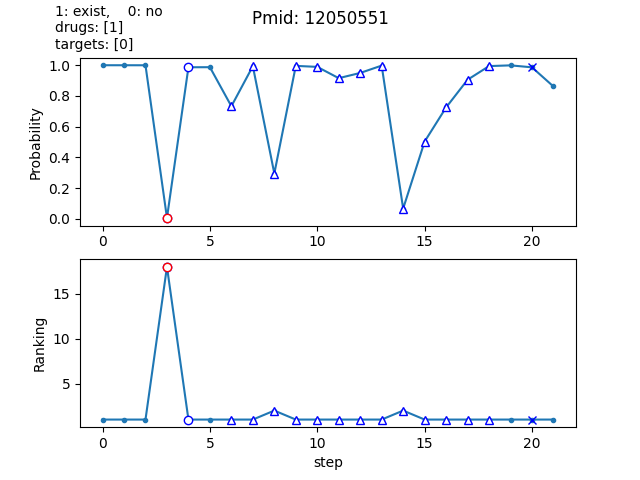 1: exist,    0: no
drugs: [1]
targets: [0]
Pmid: 12050551
Probability
1.0
0.8
0.6
0.4
0.2
0.0
0 5 10 15 20
Ranking
15
10
5
0 5 10 15 20
step